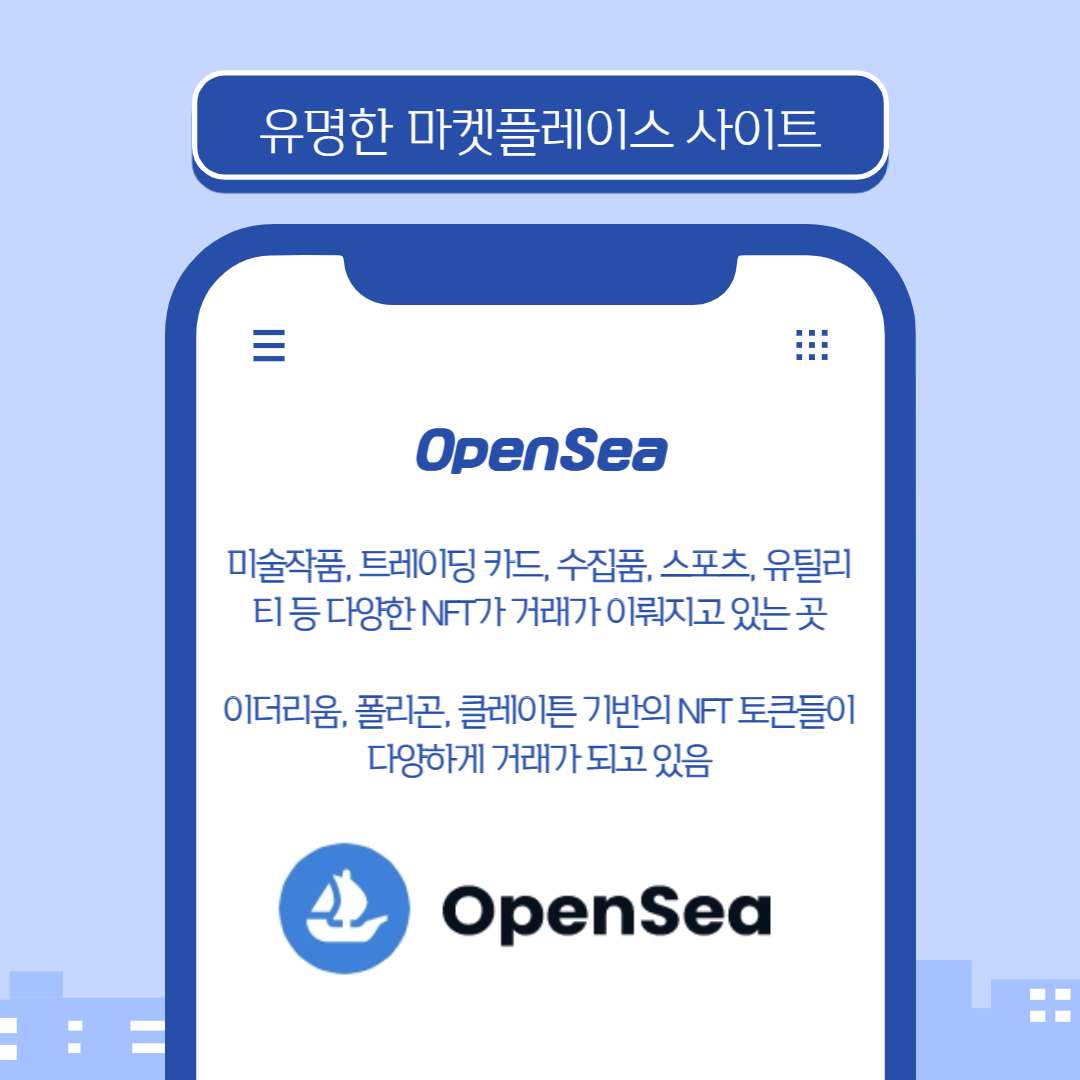 유명한 마켓플레이스 사이트
OpenSea
미술작품, 트레이딩 카드, 수집품, 스포츠, 유틸리
티 등 다양한 NFT가 거래가 이뤄지고 있는 곳
이더리움, 폴리곤, 클레이튼 기반의 NFT 토큰들이
다양하게 거래가 되고 있음
OpenSea